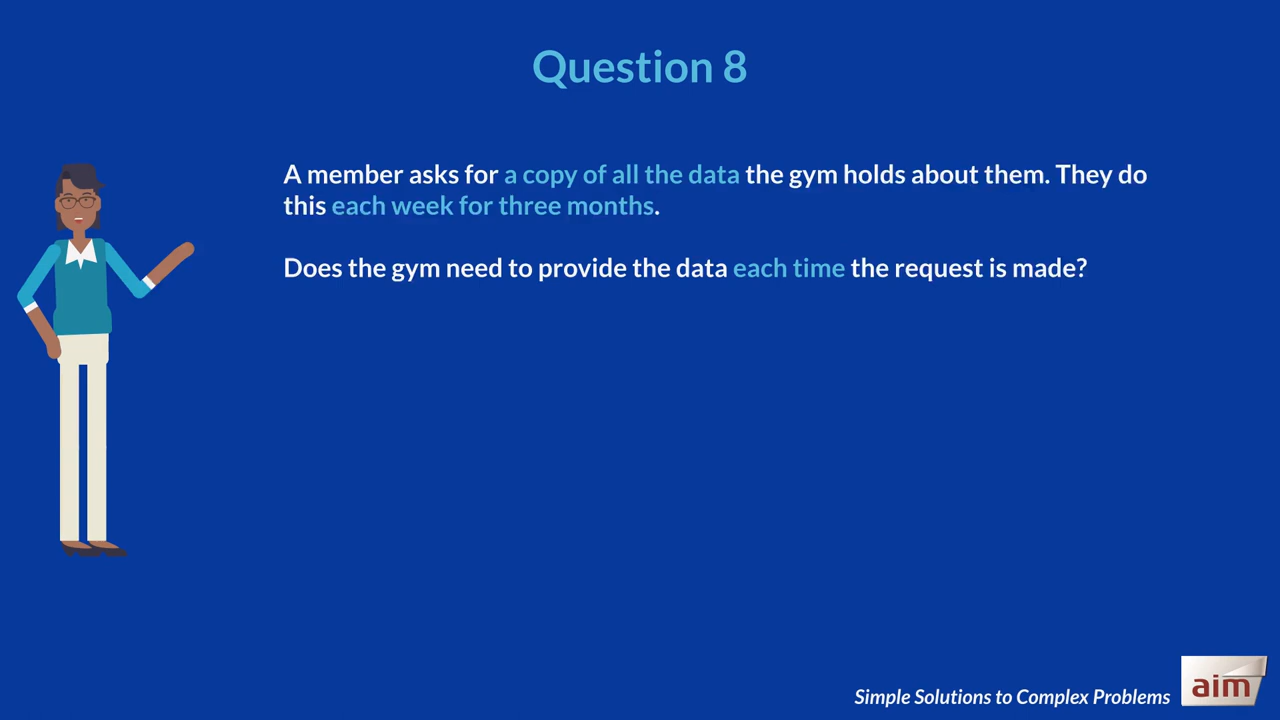 Question 8
A member asks for a copy of all the data the gym holds about them. They do
this each week for three months.
Does the gym need to provide the data each time the request is made?
Simple Solutions to Complex Problems
aim